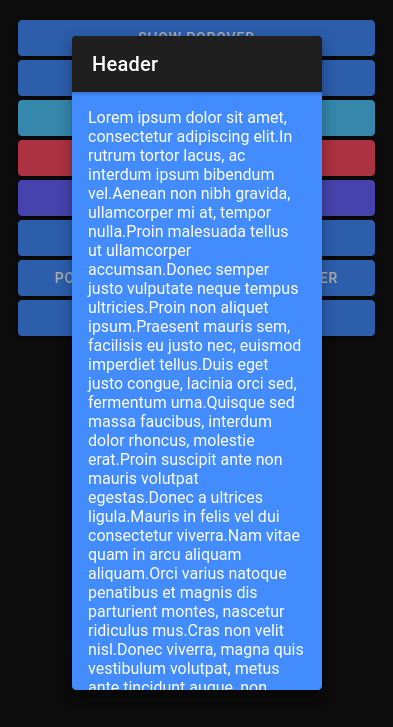 SHOW POPOVER
Header
Lorem ipsum dolor sit amet,
consectetur adipiscing elit.In
rutrum tortor lacus, ac
interdum ipsum bibendum
vel.Aenean non nibh gravida,
ullamcorper mi at, tempor
nulla.Proin malesuada tellus
ut ullamcorper
accumsan.Donec semper
justo vulputate neque tempus
ultricies.Proin non aliquet
ipsum.Praesent mauris sem,
facilisis eu justo nec, euismod
imperdiet tellus.Duis eget
justo congue, lacinia orci sed,
fermentum urna.Quisque sed
massa faucibus, interdum
dolor rhoncus, molestie
erat.Proin suscipit ante non
mauris volutpat
egestas.Donec a ultrices
ligula.Mauris in felis vel dui
consectetur viverra.Nam vitae
quam in arcu aliquam
aliquam.Orci varius natoque
penatibus et magnis dis
parturient montes, nascetur
ridiculus mus.Cras non velit
nisl.Donec viverra, magna quis
vestibulum volutpat, metus
ante tincidunt augue, non